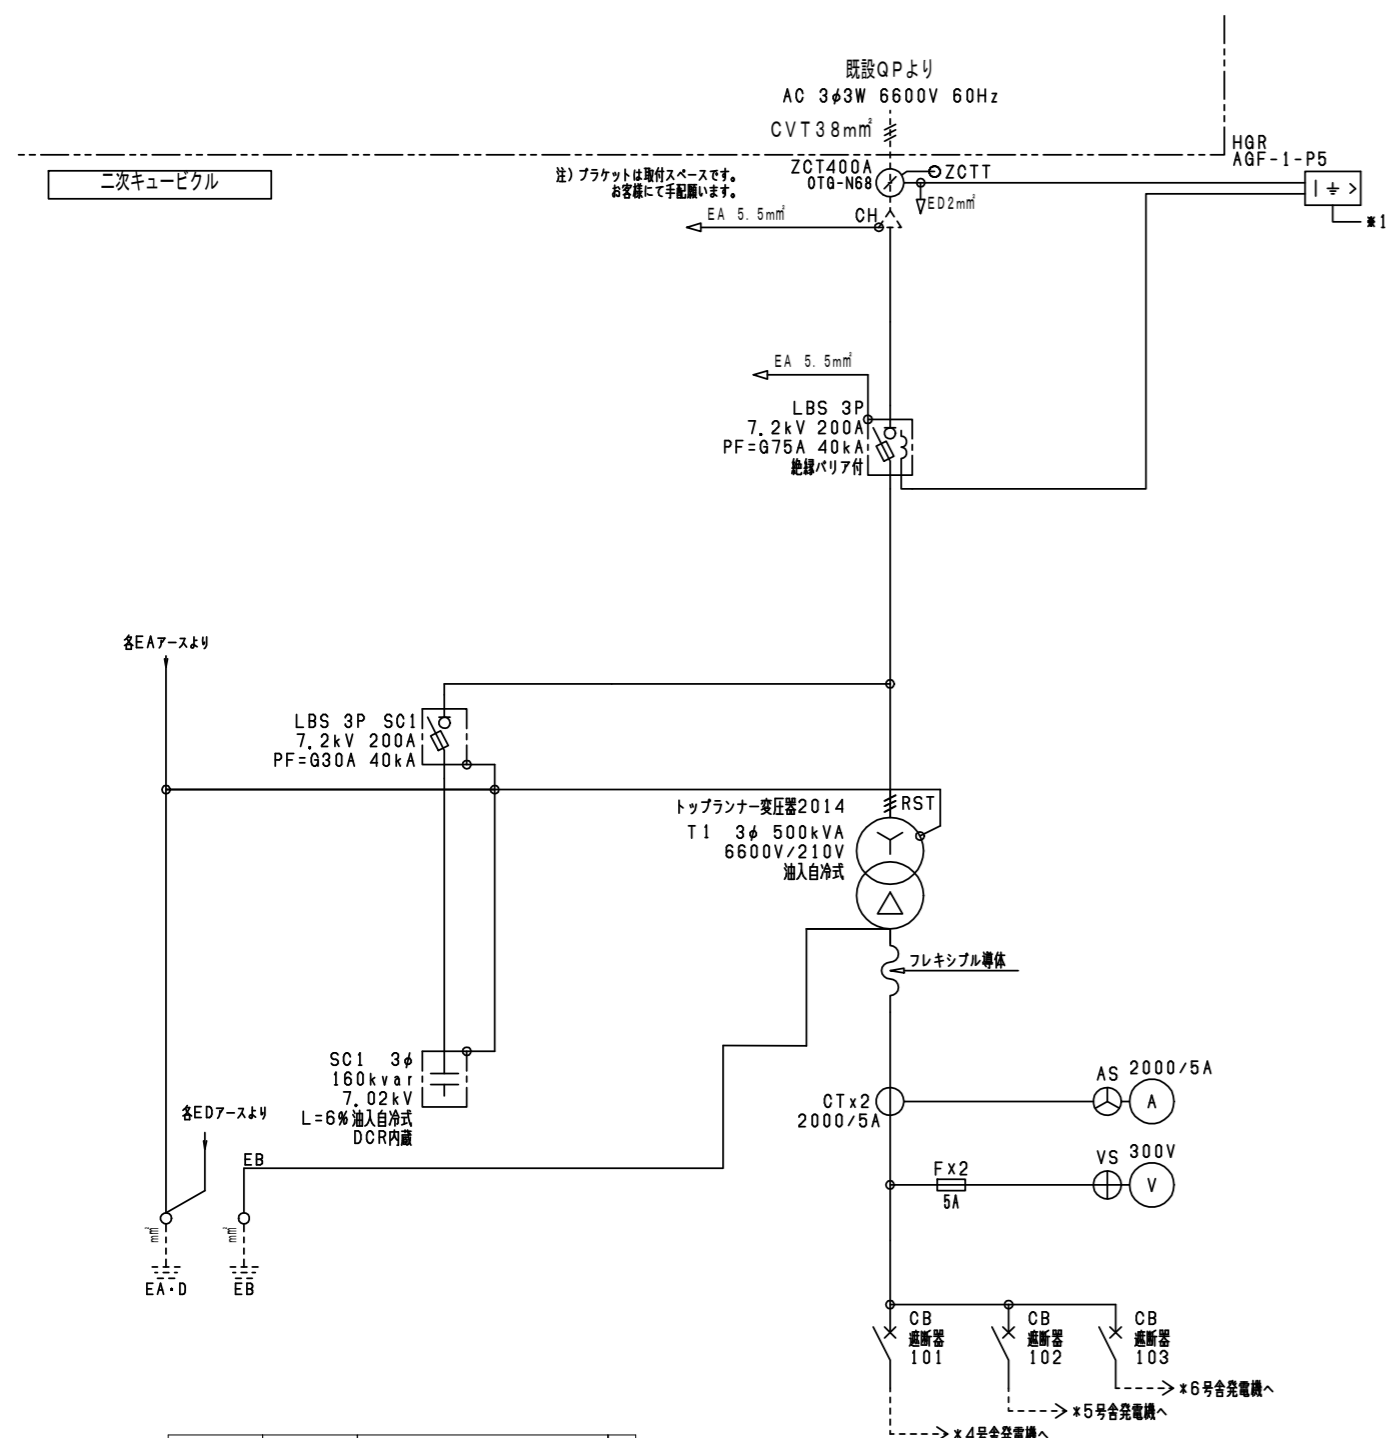 既設QPより
AC 3φ3W 6600V 60Hz
CVT38mm²
HGR
AGF-1-P5
二次キュービクル
注）ブラケットは取付スペースです。
お客様にて手配願います。
ZCT400A
OTG-N68
ZCTT
ED2mm²
※1
EA 5.5mm²
CH
EA 5.5mm²
LBS 3P
7.2kV 200A
PF=G75A 40kA
絶縁バリア付
各EAアースより
LBS 3P SC1
7.2kV 200A
PF=G30A 40kA
トップランナー変圧器2014
RST
T1 3φ 500kVA
6600V/210V
油入自冷式
フレキシブル導体
SC1 3φ
160kvar
7.02kV
L=6% 油入自冷式
DCR内蔵
各EDアースより
EB
CTx2
2000/5A
AS 2000/5A
A
Fx2
5A
VS 300V
V
mm²
mm²
EA・D
EB
CB
遮断器
101
CB
遮断器
102
CB
遮断器
103
*6号舎発電機へ
*5号舎発電機へ
*4号舎発電機へ